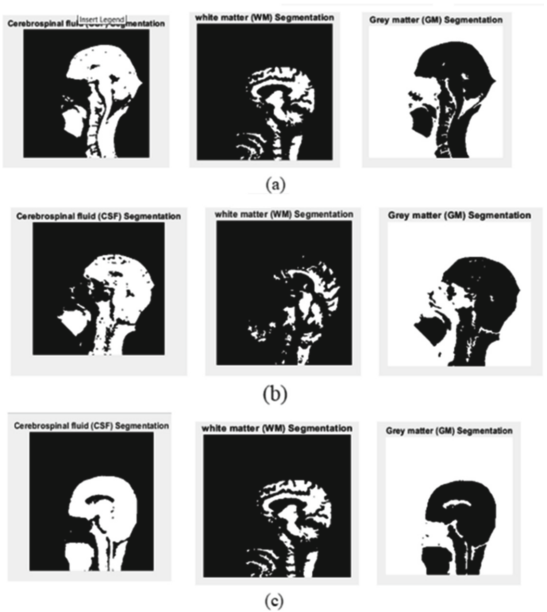 Cerebrospinal fluid (CSF) Segmentation
Insert Legend
white matter (WM) Segmentation
Grey matter (GM) Segmentation
(a)
Cerebrospinal fluid (CSF) Segmentation
white matter (WM) Segmentation
Grey matter (GM) Segmentation
(b)
Cerebrospinal fluid (CSF) Segmentation
white matter (WM) Segmentation
Grey matter (GM) Segmentation
(c)